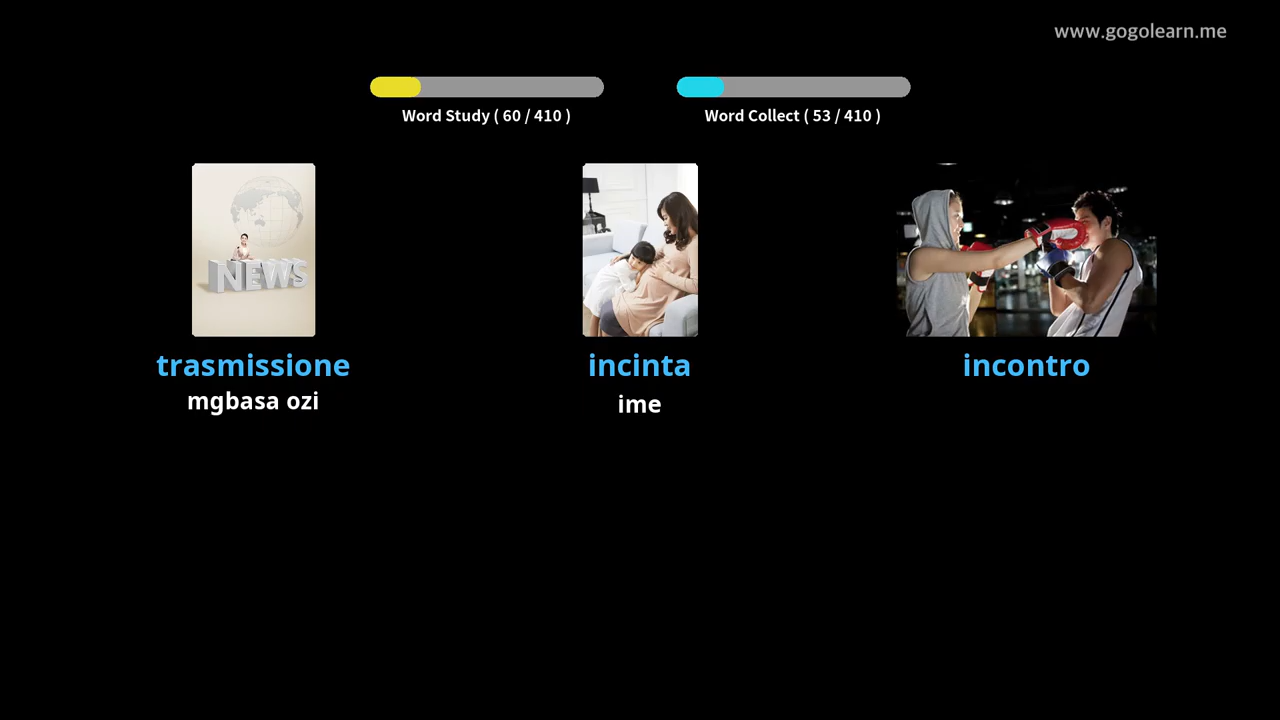 www.gogolearn.me
Word Study ( 60 / 410 )
Word Collect ( 53 / 410 )
NEWS
trasmissione
incinta
incontro
mgbasa ozi
ime